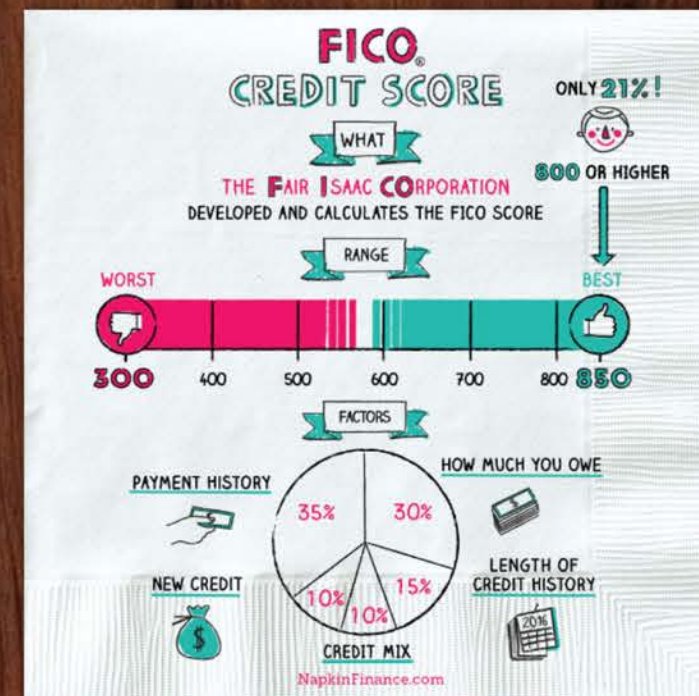 FICO®
CREDIT SCORE
ONLY 21%!
WHAT
800 OR HIGHER
THE FAIR ISAAC CORPORATION
DEVELOPED AND CALCULATES THE FICO SCORE
RANGE
WORST
BEST
300 400 500 600 700 800 850
FACTORS
PAYMENT HISTORY
HOW MUCH YOU OWE
35%
30%
NEW CREDIT
LENGTH OF
CREDIT HISTORY
15%
10%
10%
20%
$
CREDIT MIX
NapkinFinance.com